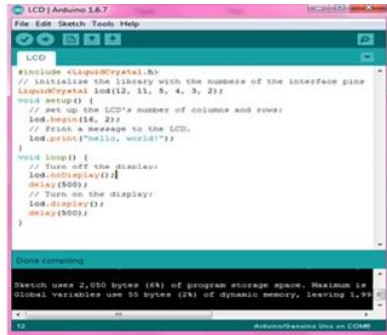 LCD | Arduino 1.6.7
File Edit Sketch Tools Help
LCD
#include <LiquidCrystal.h>
// initialize the library with the numbers of the interface pins
LiquidCrystal lcd(12, 11, 5, 4, 3, 2);
void setup() {
// set up the LCD's number of columns and rows:
lcd.begin(16, 2);
// Print a message to the LCD.
lcd.print("hello, world!");
}
void loop() {
// Turn off the display:
lcd.noDisplay();
delay(500);
// Turn on the display:
lcd.display();
delay(500);
}
Done compiling
Sketch uses 2,050 bytes (6%) of program storage space. Maximum is
Global variables use 55 bytes (2%) of dynamic memory, leaving 1,99
12
Arduino/Genuino Uno on COM8